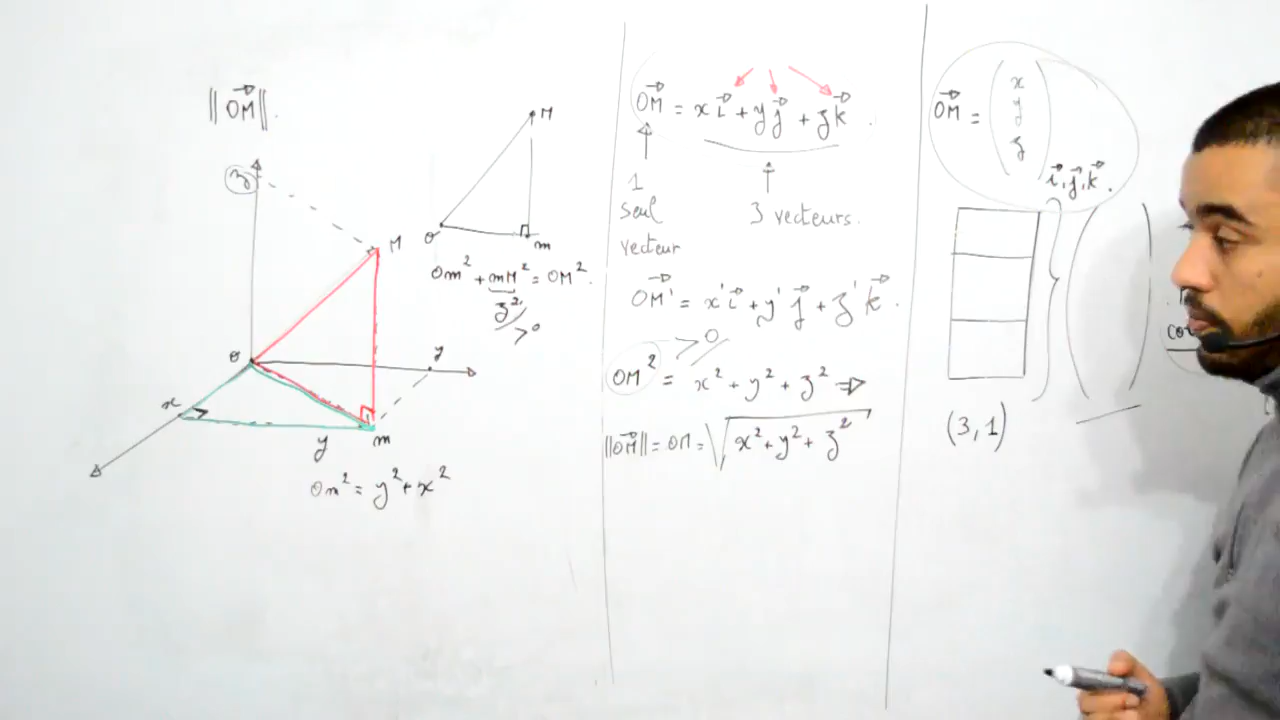 ‖ OM→ ‖.
z
M
O
y
x
y
m
Om² = y² + x²
M
O
m
Om² + mM² = OM².
z²
> 0
OM→ = x i→ + y j→ + z k→ .
1
seul
vecteur
3 vecteurs.
OM'→ = x' i→ + y' j→ + z' k→ .
> 0
OM² = x² + y² + z² ⇒
‖OM→‖ = OM = √(x² + y² + z²)
OM→ = ( x
y
z )
i→, j→, k→.
(3, 1)